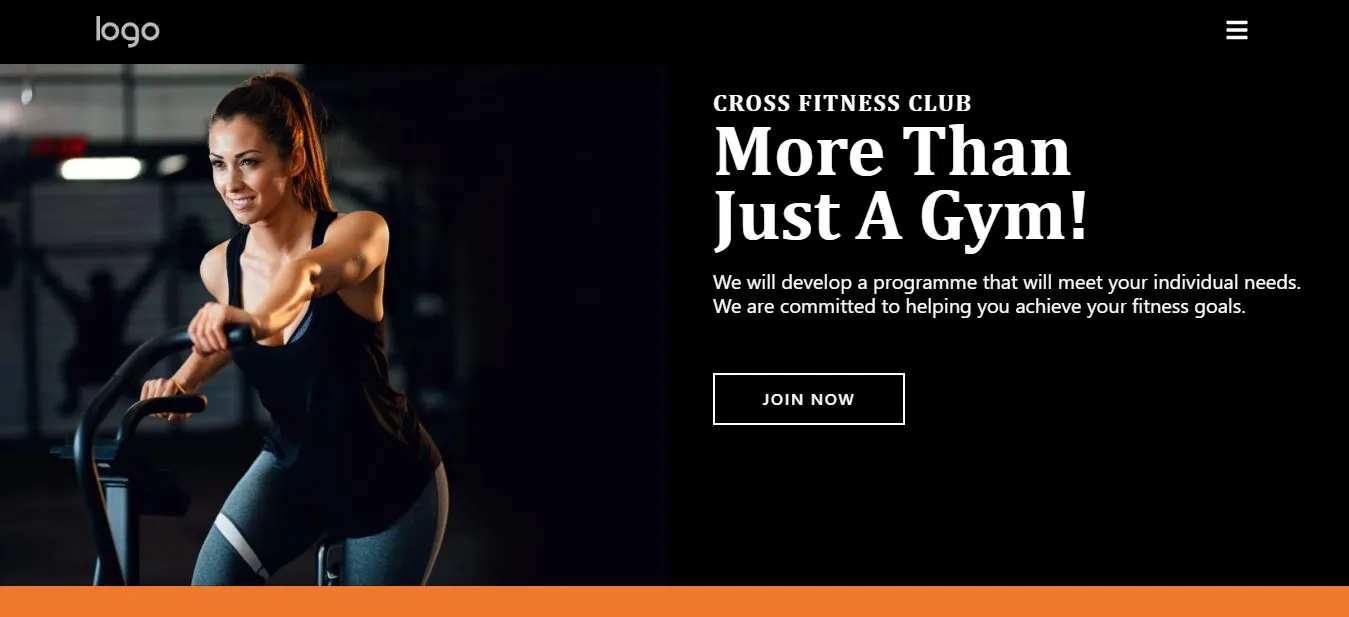 logo
CROSS FITNESS CLUB
More Than
Just A Gym!
We will develop a programme that will meet your individual needs.
We are committed to helping you achieve your fitness goals.
JOIN NOW